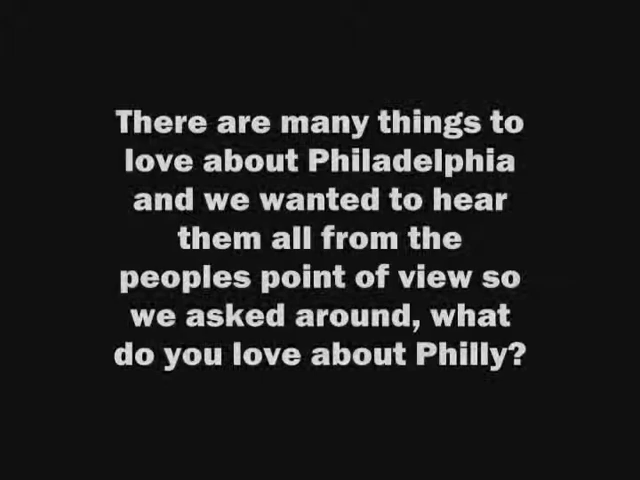 There are many things to
love about Philadelphia
and we wanted to hear
them all from the
peoples point of view so
we asked around, what
do you love about Philly?